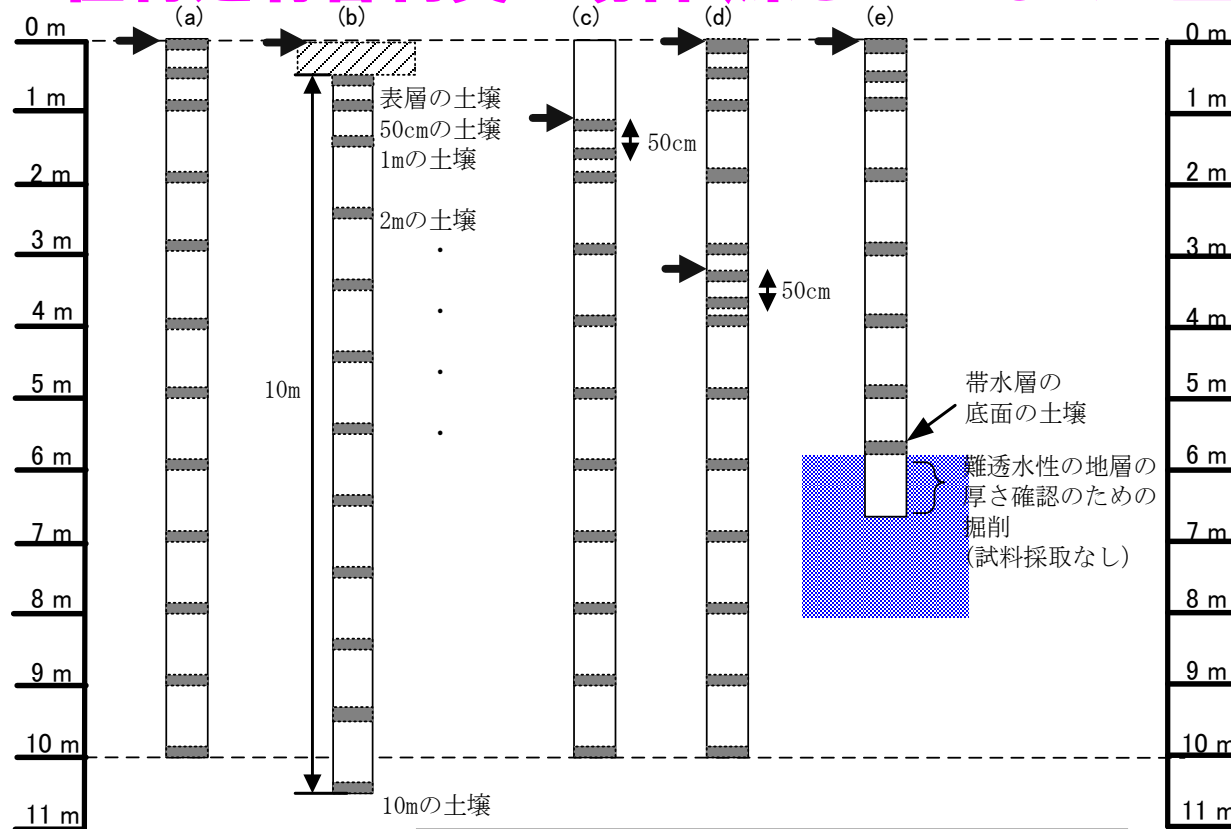 (a)
(b)
(c)
(d)
(e)
0 m
1 m
2 m
3 m
4 m
5 m
6 m
7 m
8 m
9 m
10 m
11 m
表層の土壌
50cmの土壌
1mの土壌
2mの土壌
10m
10mの土壌
50cm
50cm
帯水層の
底面の土壌
難透水性の地層の
厚さ確認のための
掘削
(試料採取なし)
0 m
1 m
2 m
3 m
4 m
5 m
6 m
7 m
8 m
9 m
10 m
11 m